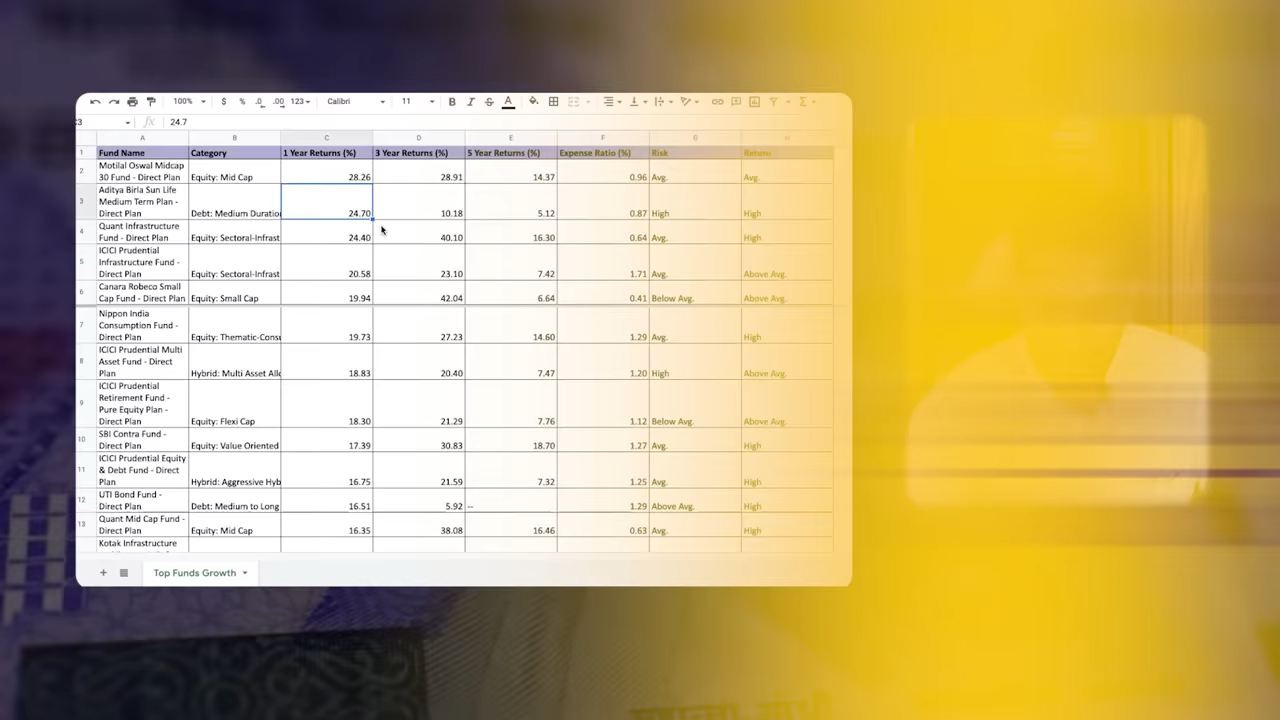 100% $ % .0 .00 123 Calibri 11 B I S A
C3 fx 24.7
A B C D E F G H
1 Fund Name Category 1 Year Returns (%) 3 Year Returns (%) 5 Year Returns (%) Expense Ratio (%) Risk Return
Motilal Oswal Midcap
2 30 Fund - Direct Plan Equity: Mid Cap 28.26 28.91 14.37 0.96 Avg. Avg.
Aditya Birla Sun Life
3 Medium Term Plan -
Direct Plan Debt: Medium Duratio 24.70 10.18 5.12 0.87 High High
4 Quant Infrastructure
Fund - Direct Plan Equity: Sectoral-Infrast 24.40 40.10 16.30 0.64 Avg. High
ICICI Prudential
5 Infrastructure Fund -
Direct Plan Equity: Sectoral-Infrast 20.58 23.10 7.42 1.71 Avg. Above Avg.
6 Canara Robeco Small
Cap Fund - Direct Plan Equity: Small Cap 19.94 42.04 6.64 0.41 Below Avg. Above Avg.
Nippon India
7 Consumption Fund -
Direct Plan Equity: Thematic-Consu 19.73 27.23 14.60 1.29 Avg. High
ICICI Prudential Multi
8 Asset Fund - Direct
Plan Hybrid: Multi Asset Allc 18.83 20.40 7.47 1.20 High Above Avg.
ICICI Prudential
9 Retirement Fund -
Pure Equity Plan -
Direct Plan Equity: Flexi Cap 18.30 21.29 7.76 1.12 Below Avg. Above Avg.
10 SBI Contra Fund -
Direct Plan Equity: Value Oriented 17.39 30.83 18.70 1.27 Avg. High
ICICI Prudential Equity
11 & Debt Fund - Direct
Plan Hybrid: Aggressive Hyb 16.75 21.59 7.32 1.25 Avg. High
12 UTI Bond Fund -
Direct Plan Debt: Medium to Long 16.51 5.92 -- 1.29 Above Avg. High
13 Quant Mid Cap Fund -
Direct Plan Equity: Mid Cap 16.35 38.08 16.46 0.63 Avg. High
Kotak Infrastructure
+ Top Funds Growth